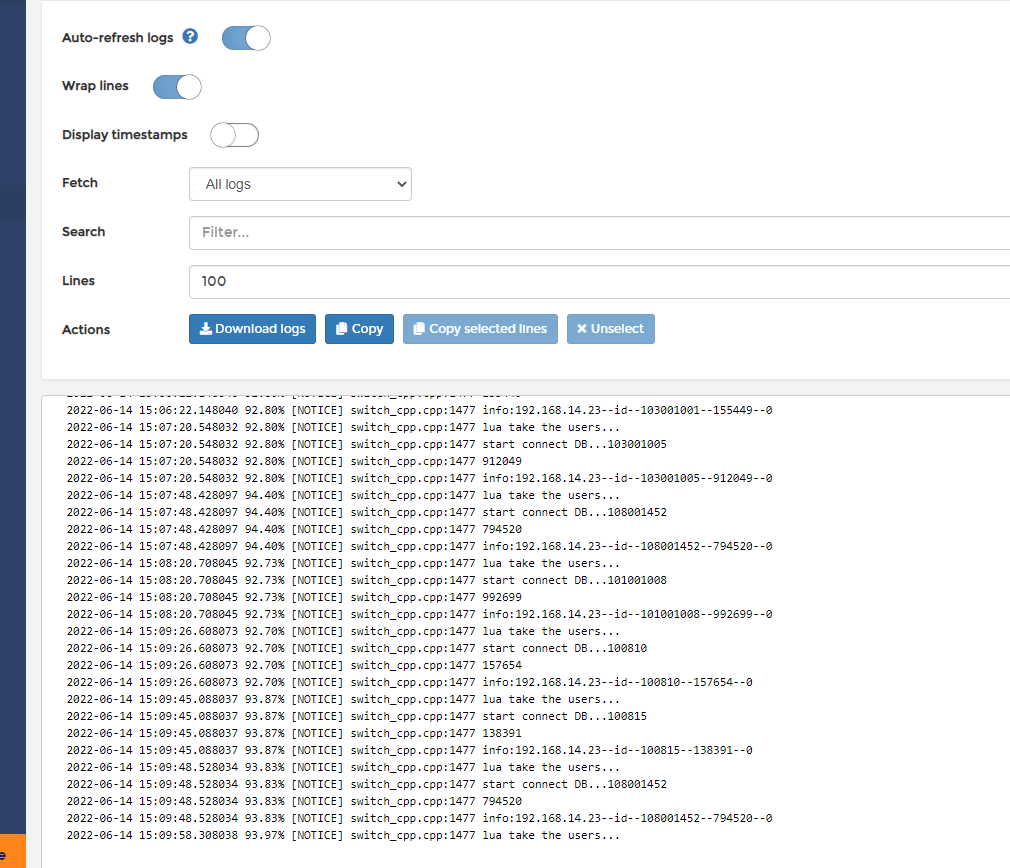 Auto-refresh logs ?
Wrap lines
Display timestamps
Fetch All logs
Search Filter...
Lines 100
Actions Download logs Copy Copy selected lines Unselect
2022-06-14 15:06:22.148040 92.80% [NOTICE] switch_cpp.cpp:1477 info:192.168.14.23--id--103001001--155449--0
2022-06-14 15:07:20.548032 92.80% [NOTICE] switch_cpp.cpp:1477 lua take the users...
2022-06-14 15:07:20.548032 92.80% [NOTICE] switch_cpp.cpp:1477 start connect DB...103001005
2022-06-14 15:07:20.548032 92.80% [NOTICE] switch_cpp.cpp:1477 912049
2022-06-14 15:07:20.548032 92.80% [NOTICE] switch_cpp.cpp:1477 info:192.168.14.23--id--103001005--912049--0
2022-06-14 15:07:48.428097 94.40% [NOTICE] switch_cpp.cpp:1477 lua take the users...
2022-06-14 15:07:48.428097 94.40% [NOTICE] switch_cpp.cpp:1477 start connect DB...108001452
2022-06-14 15:07:48.428097 94.40% [NOTICE] switch_cpp.cpp:1477 794520
2022-06-14 15:07:48.428097 94.40% [NOTICE] switch_cpp.cpp:1477 info:192.168.14.23--id--108001452--794520--0
2022-06-14 15:08:20.708045 92.73% [NOTICE] switch_cpp.cpp:1477 lua take the users...
2022-06-14 15:08:20.708045 92.73% [NOTICE] switch_cpp.cpp:1477 start connect DB...101001008
2022-06-14 15:08:20.708045 92.73% [NOTICE] switch_cpp.cpp:1477 992699
2022-06-14 15:08:20.708045 92.73% [NOTICE] switch_cpp.cpp:1477 info:192.168.14.23--id--101001008--992699--0
2022-06-14 15:09:26.608073 92.70% [NOTICE] switch_cpp.cpp:1477 lua take the users...
2022-06-14 15:09:26.608073 92.70% [NOTICE] switch_cpp.cpp:1477 start connect DB...100810
2022-06-14 15:09:26.608073 92.70% [NOTICE] switch_cpp.cpp:1477 157654
2022-06-14 15:09:26.608073 92.70% [NOTICE] switch_cpp.cpp:1477 info:192.168.14.23--id--100810--157654--0
2022-06-14 15:09:45.088037 93.87% [NOTICE] switch_cpp.cpp:1477 lua take the users...
2022-06-14 15:09:45.088037 93.87% [NOTICE] switch_cpp.cpp:1477 start connect DB...100815
2022-06-14 15:09:45.088037 93.87% [NOTICE] switch_cpp.cpp:1477 138391
2022-06-14 15:09:45.088037 93.87% [NOTICE] switch_cpp.cpp:1477 info:192.168.14.23--id--100815--138391--0
2022-06-14 15:09:48.528034 93.83% [NOTICE] switch_cpp.cpp:1477 lua take the users...
2022-06-14 15:09:48.528034 93.83% [NOTICE] switch_cpp.cpp:1477 start connect DB...108001452
2022-06-14 15:09:48.528034 93.83% [NOTICE] switch_cpp.cpp:1477 794520
2022-06-14 15:09:48.528034 93.83% [NOTICE] switch_cpp.cpp:1477 info:192.168.14.23--id--108001452--794520--0
2022-06-14 15:09:58.308038 93.97% [NOTICE] switch_cpp.cpp:1477 lua take the users...
e